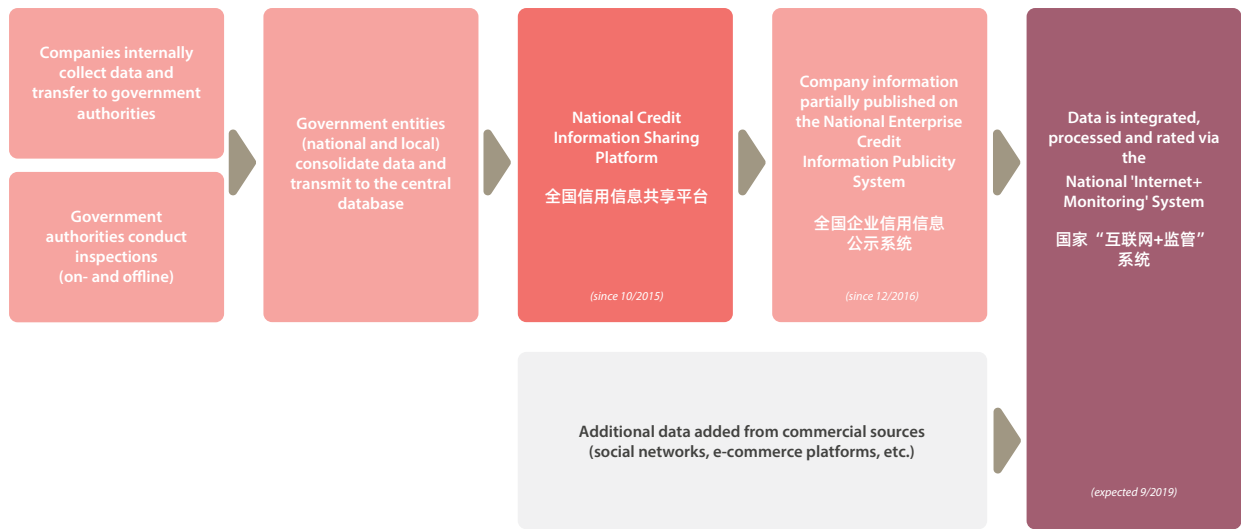 Companies internally
collect data and
transfer to government
authorities
Government
authorities conduct
inspections
(on- and offline)
Government entities
(national and local)
consolidate data and
transmit to the central
database
National Credit
Information Sharing
Platform
全国信用信息共享平台
(since 10/2015)
Company information
partially published on
the National Enterprise
Credit
Information Publicity
System
全国企业信用信息
公示系统
(since 12/2016)
Additional data added from commercial sources
(social networks, e-commerce platforms, etc.)
Data is integrated,
processed and rated via
the
National 'Internet+
Monitoring' System
国家“互联网+监管”
系统
(expected 9/2019)